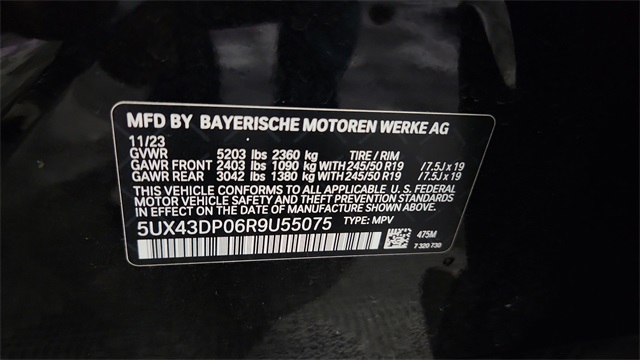 MFD BY BAYERISCHE MOTOREN WERKE AG
11/23
GVWR 5203 lbs 2360 kg TIRE / RIM
GAWR FRONT 2403 lbs 1090 kg WITH 245/50 R19 /7.5J x 19
GAWR REAR 3042 lbs 1380 kg WITH 245/50 R19 /7.5J x 19
THIS VEHICLE CONFORMS TO ALL APPLICABLE U. S. FEDERAL
MOTOR VEHICLE SAFETY AND THEFT PREVENTION STANDARDS
IN EFFECT ON THE DATE OF MANUFACTURE SHOWN ABOVE.
5UX43DP06R9U55075 TYPE: MPV
475M
7 320 730